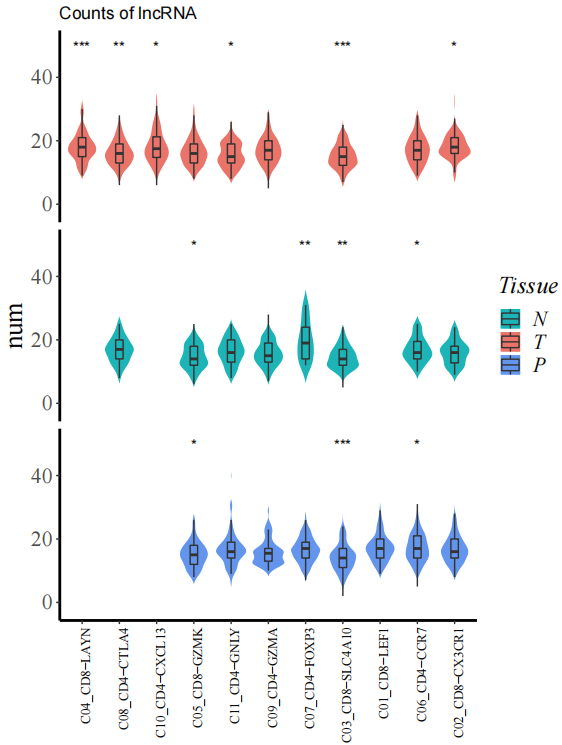 Counts of lncRNA
*** ** * * *** *
40
20
0
* ** ** *
40
20
0
* *** *
40
20
0
num
Tissue
N
T
P
C04_CD8−LAYN
C08_CD4−CTLA4
C10_CD4−CXCL13
C05_CD8−GZMK
C11_CD4−GNLY
C09_CD4−GZMA
C07_CD4−FOXP3
C03_CD8−SLC4A10
C01_CD8−LEF1
C06_CD4−CCR7
C02_CD8−CX3CR1